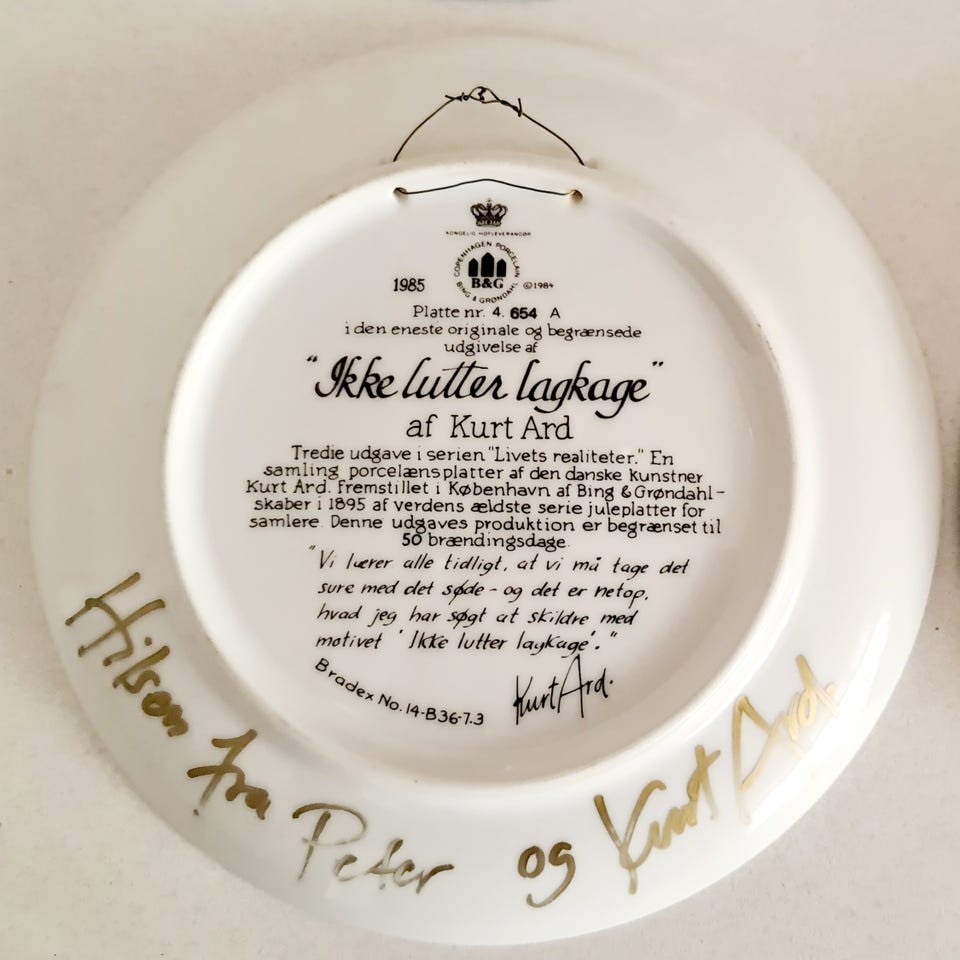 KONGELIG HOFLEVERANDØR
COPENHAGEN PORCELAIN
B&G
BING & GRØNDAHL
1985
©1984
Platte nr. 4. 654 A
i den eneste originale og begrænsede
udgivelse af
"Ikke lutter lagkage"
af Kurt Ard
Tredie udgave i serien "Livets realiteter." En
samling porcelænsplatter af den danske kunstner
Kurt Ard. Fremstillet i København af Bing & Grøndahl-
skaber i 1895 af verdens ældste serie juleplatter for
samlere. Denne udgaves produktion er begrænset til
50 brændingsdage.
"Vi lærer alle tidligt, at vi må tage det
sure med det søde - og det er netop,
hvad jeg har søgt at skildre med
motivet 'Ikke lutter lagkage'."
Bradex No. 14-B36-7.3
Kurt Ard.
Hilsen fra Peter og Kurt Ard.